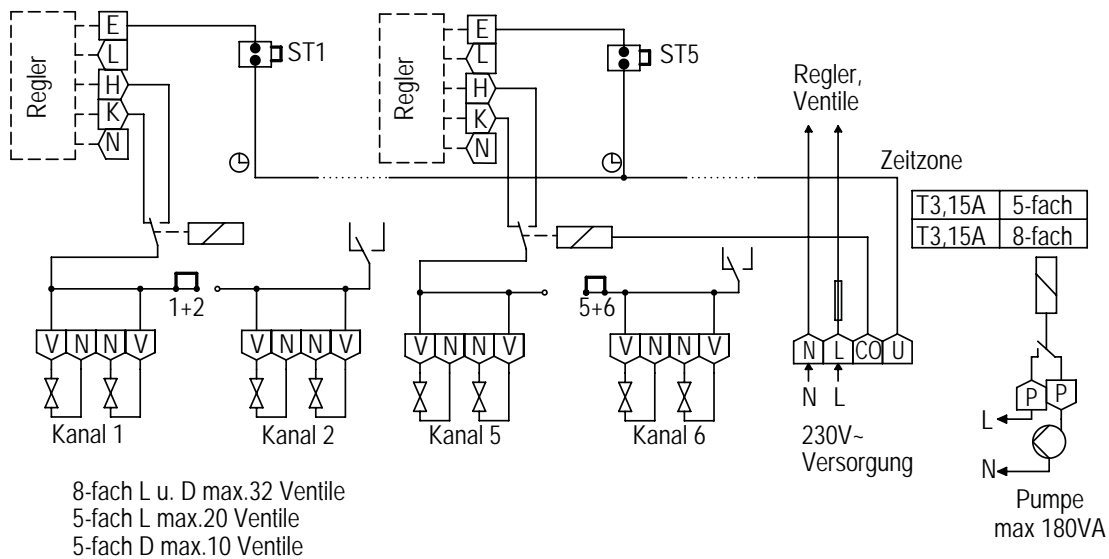 E
L
H
K
N
Regler
ST1
E
L
H
K
N
Regler
ST5
Regler,
Ventile
Zeitzone
T3,15A 5-fach
T3,15A 8-fach
1+2
5+6
V N N V
V N N V
V N N V
V N N V
N L CO U
N L
P P
L
N
Kanal 1
Kanal 2
Kanal 5
Kanal 6
230V~
Versorgung
Pumpe
max 180VA
8-fach L u. D max.32 Ventile
5-fach L max.20 Ventile
5-fach D max.10 Ventile